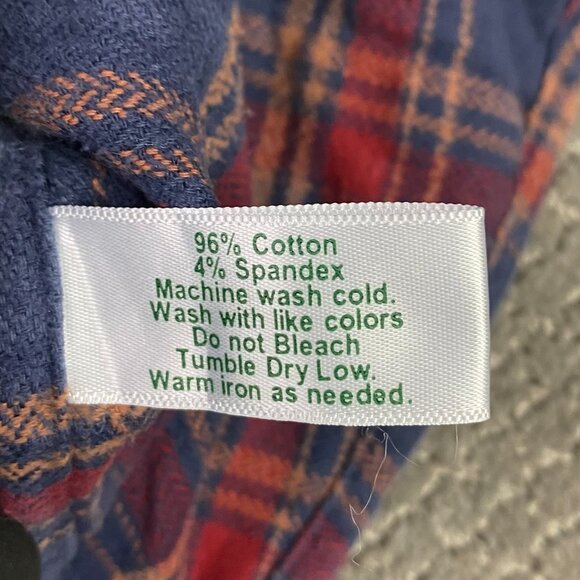 96% Cotton
4% Spandex
Machine wash cold.
Wash with like colors
Do not Bleach
Tumble Dry Low.
Warm iron as needed.